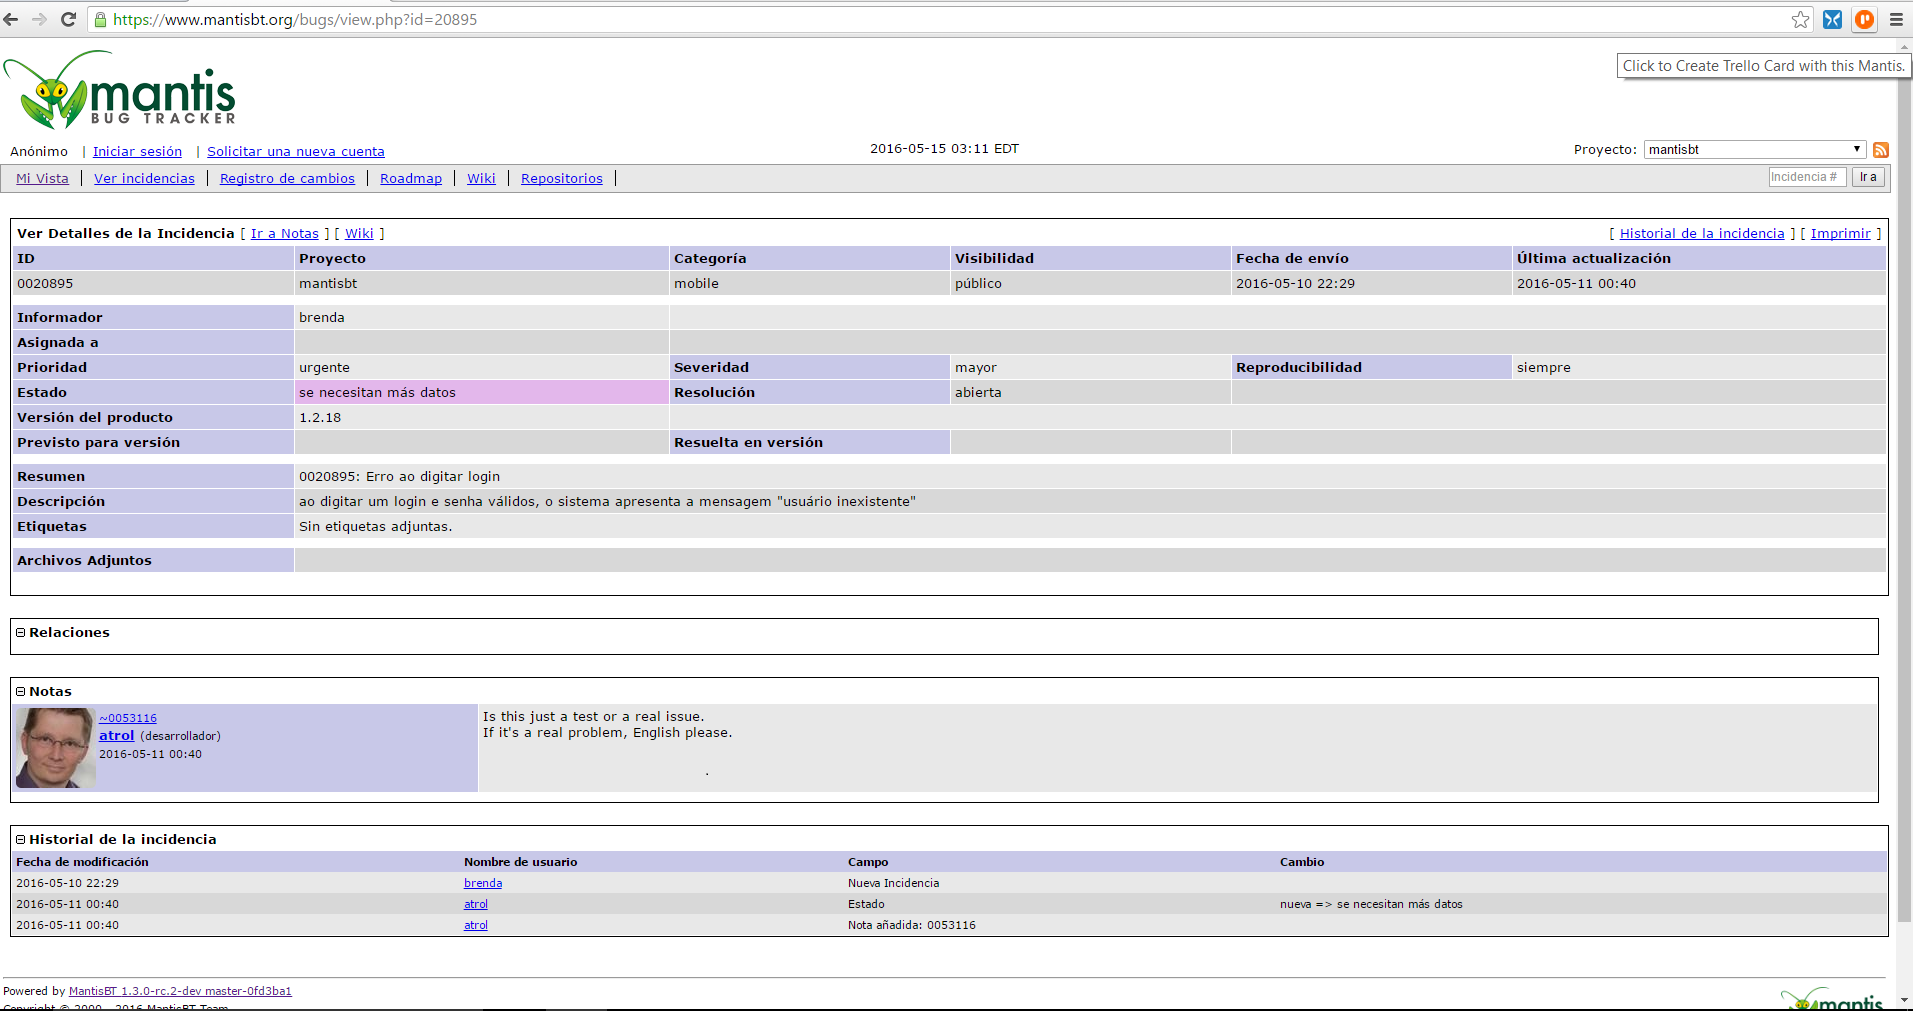 https://www.mantisbt.org/bugs/view.php?id=20895
Click to Create Trello Card with this Mantis.
mantis
BUG TRACKER
Anónimo | Iniciar sesión | Solicitar una nueva cuenta
2016-05-15 03:11 EDT
Proyecto: mantisbt
Mi Vista | Ver incidencias | Registro de cambios | Roadmap | Wiki | Repositorios |
Incidencia # Ir a
Ver Detalles de la Incidencia [ Ir a Notas ] [ Wiki ]
[ Historial de la incidencia ] [ Imprimir ]
ID Proyecto Categoría Visibilidad Fecha de envío Última actualización
0020895 mantisbt mobile público 2016-05-10 22:29 2016-05-11 00:40
Informador brenda
Asignada a
Prioridad urgente Severidad mayor Reproducibilidad siempre
Estado se necesitan más datos Resolución abierta
Versión del producto 1.2.18
Previsto para versión Resuelta en versión
Resumen 0020895: Erro ao digitar login
Descripción ao digitar um login e senha válidos, o sistema apresenta a mensagem "usuário inexistente"
Etiquetas Sin etiquetas adjuntas.
Archivos Adjuntos
Relaciones
Notas
~0053116
atrol (desarrollador)
2016-05-11 00:40
Is this just a test or a real issue.
If it's a real problem, English please.
.
Historial de la incidencia
Fecha de modificación Nombre de usuario Campo Cambio
2016-05-10 22:29 brenda Nueva Incidencia
2016-05-11 00:40 atrol Estado nueva => se necesitan más datos
2016-05-11 00:40 atrol Nota añadida: 0053116
Powered by MantisBT 1.3.0-rc.2-dev master-0fd3ba1
Copyright © 2000 - 2016 MantisBT Team
mantis